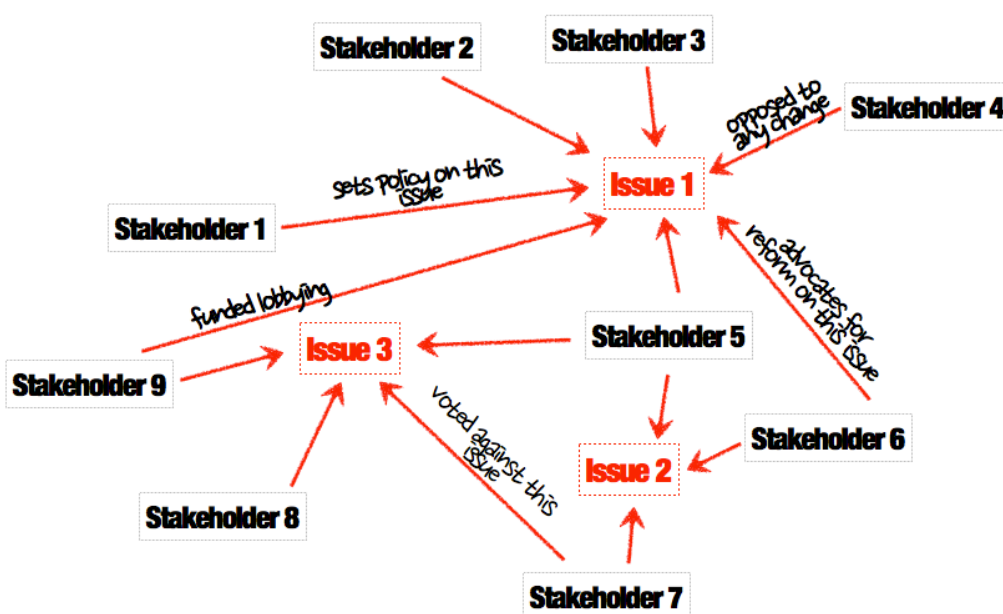 Stakeholder 2
Stakeholder 3
opposed to
any change
Stakeholder 4
sets policy on this
issue
Issue 1
Stakeholder 1
advocates for
reform on this issue
funded lobbying
Issue 3
Stakeholder 5
Stakeholder 9
voted against this
issue
Stakeholder 6
Issue 2
Stakeholder 8
Stakeholder 7